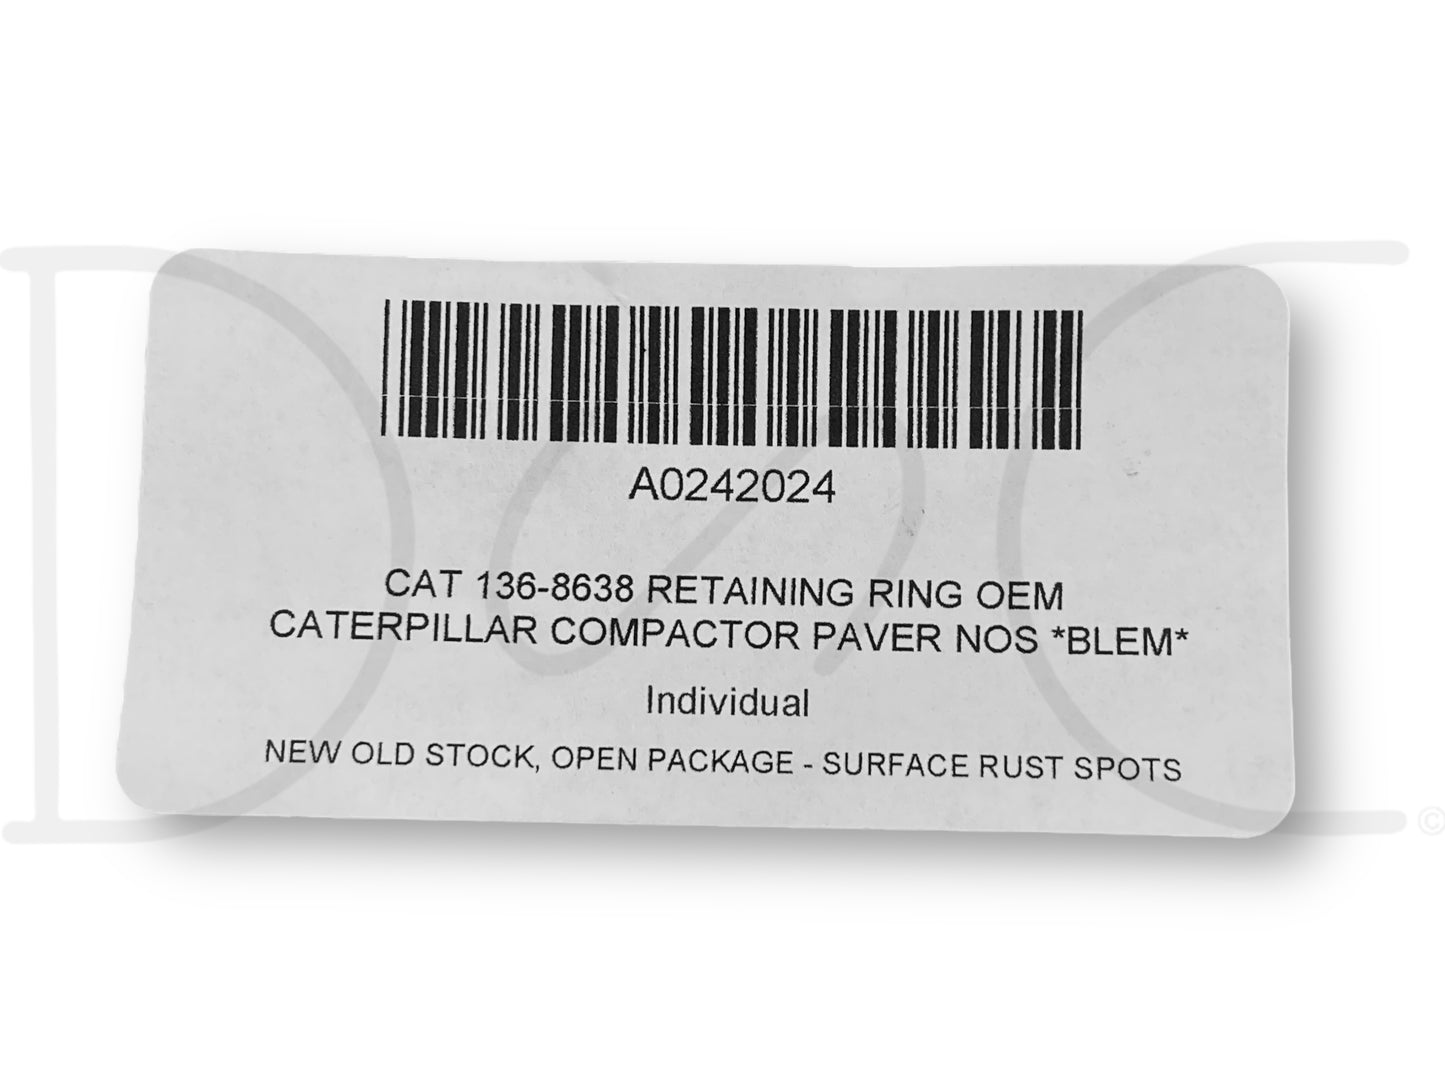 A0242024
CAT 136-8638 RETAINING RING OEM
CATERPILLAR COMPACTOR PAVER NOS *BLEM*
Individual
NEW OLD STOCK, OPEN PACKAGE - SURFACE RUST SPOTS
©